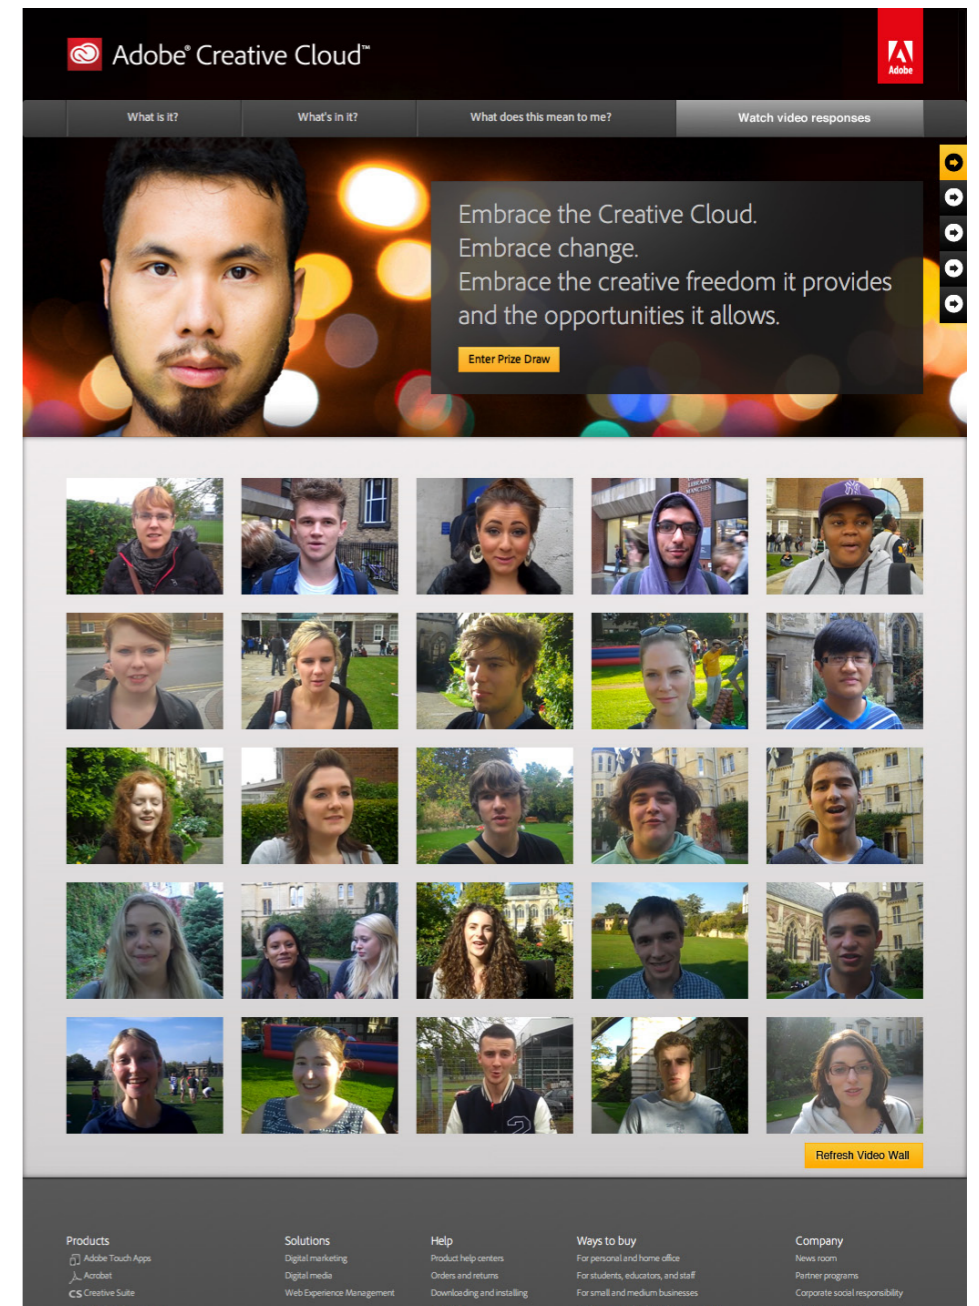 Adobe® Creative Cloud™
Adobe
What is it?
What's in it?
What does this mean to me?
Watch video responses
Embrace the Creative Cloud.
Embrace change.
Embrace the creative freedom it provides
and the opportunities it allows.
Enter Prize Draw
Refresh Video Wall
Products
Adobe Touch Apps
Acrobat
CS Creative Suite
Solutions
Digital marketing
Digital media
Web Experience Management
Help
Product help centers
Orders and returns
Downloading and installing
Ways to buy
For personal and home office
For students, educators, and staff
For small and medium businesses
Company
News room
Partner programs
Corporate social responsibility